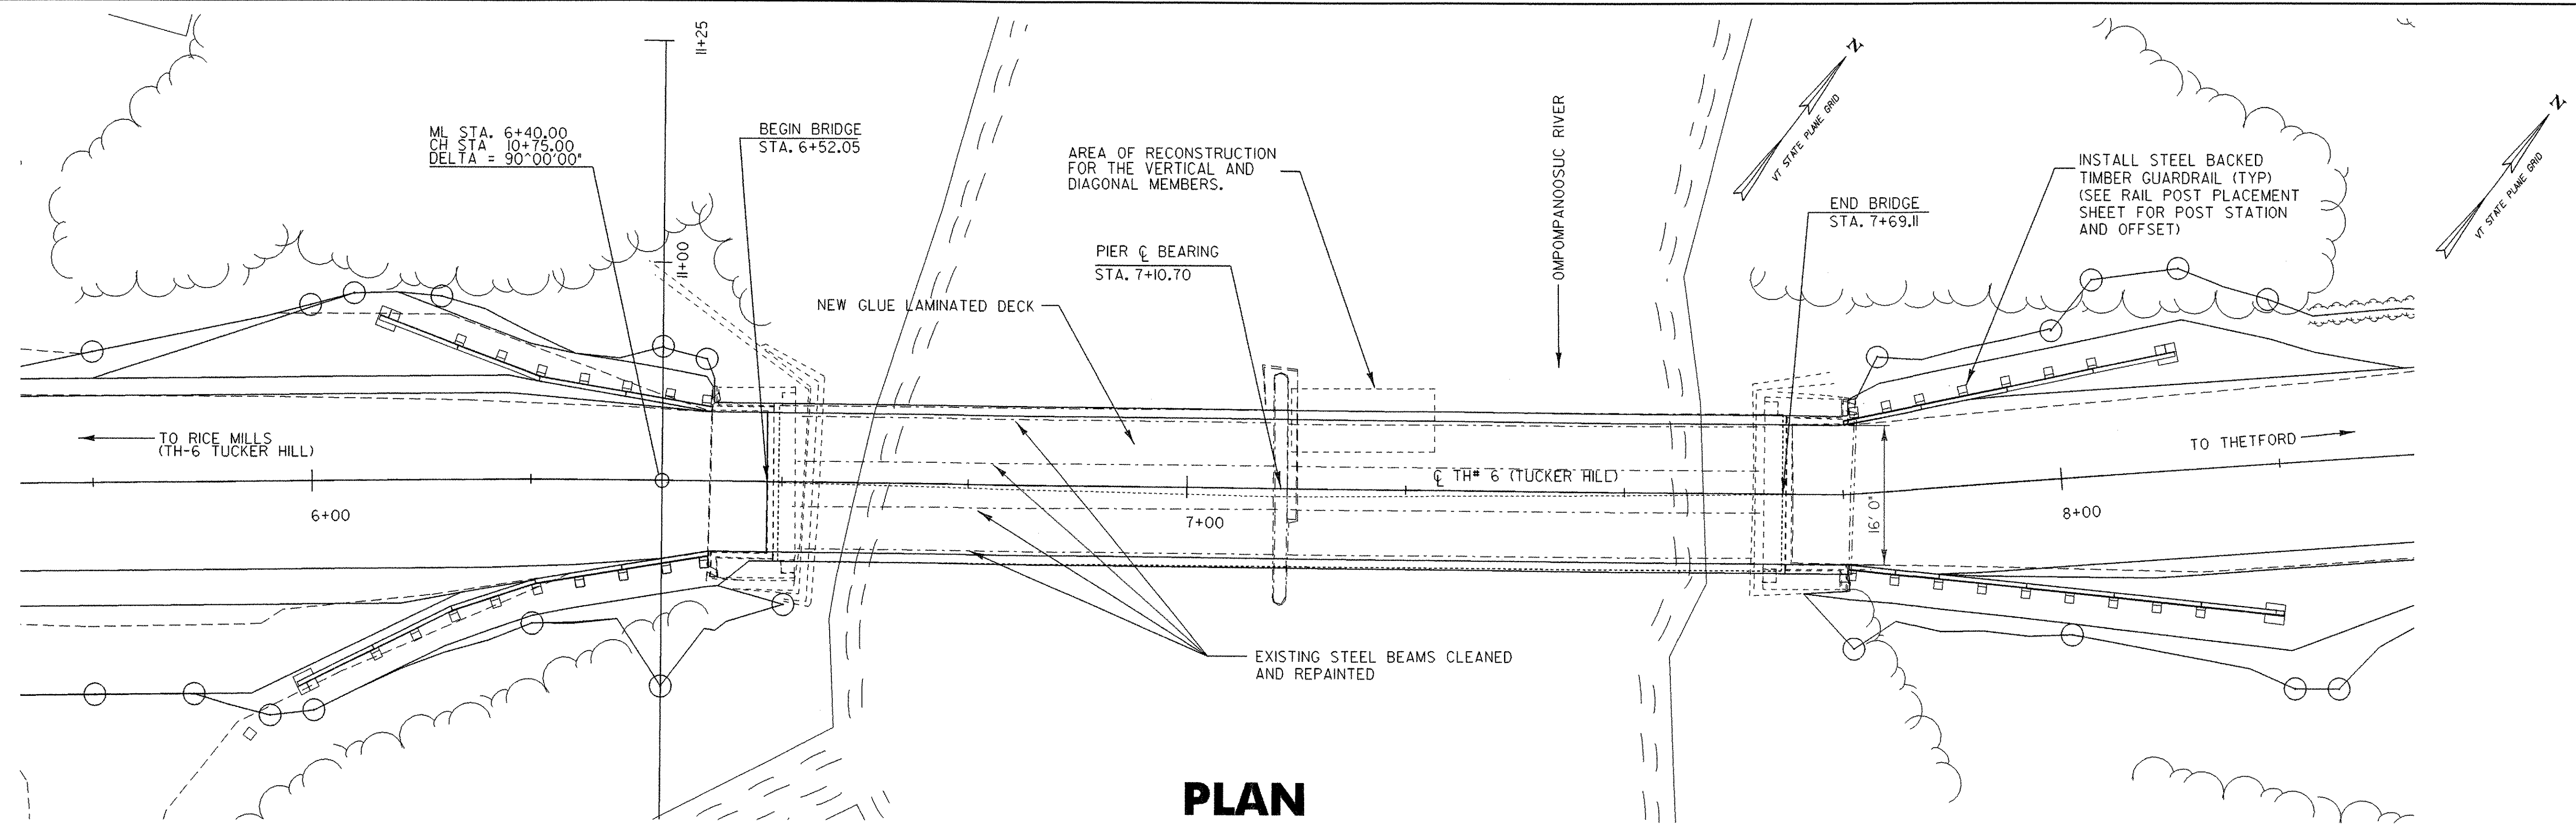 11+25
ML STA. 6+40.00
CH STA 10+75.00
DELTA = 90^00'00"
BEGIN BRIDGE
STA. 6+52.05
AREA OF RECONSTRUCTION
FOR THE VERTICAL AND
DIAGONAL MEMBERS.
OMPOMPANOOSUC RIVER
N
VT STATE PLANE GRID
INSTALL STEEL BACKED
TIMBER GUARDRAIL (TYP)
(SEE RAIL POST PLACEMENT
SHEET FOR POST STATION
AND OFFSET)
N
VT STATE PLANE GRID
END BRIDGE
STA. 7+69.11
11+00
PIER ℄ BEARING
STA. 7+10.70
NEW GLUE LAMINATED DECK
TO RICE MILLS
(TH-6 TUCKER HILL)
TO THETFORD
℄ TH# 6 (TUCKER HILL)
6+00
7+00
16' 0"
8+00
EXISTING STEEL BEAMS CLEANED
AND REPAINTED
PLAN